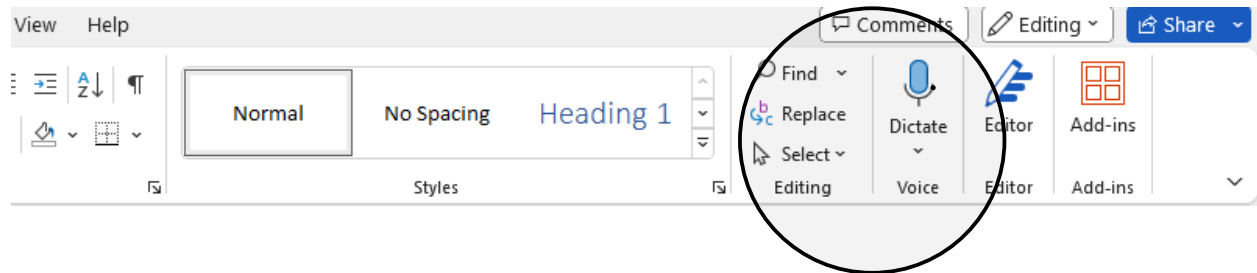 View Help Comments Editing Share
Find
Normal No Spacing Heading 1 Replace Dictate Editor Add-ins
Select
Styles Editing Voice Editor Add-ins